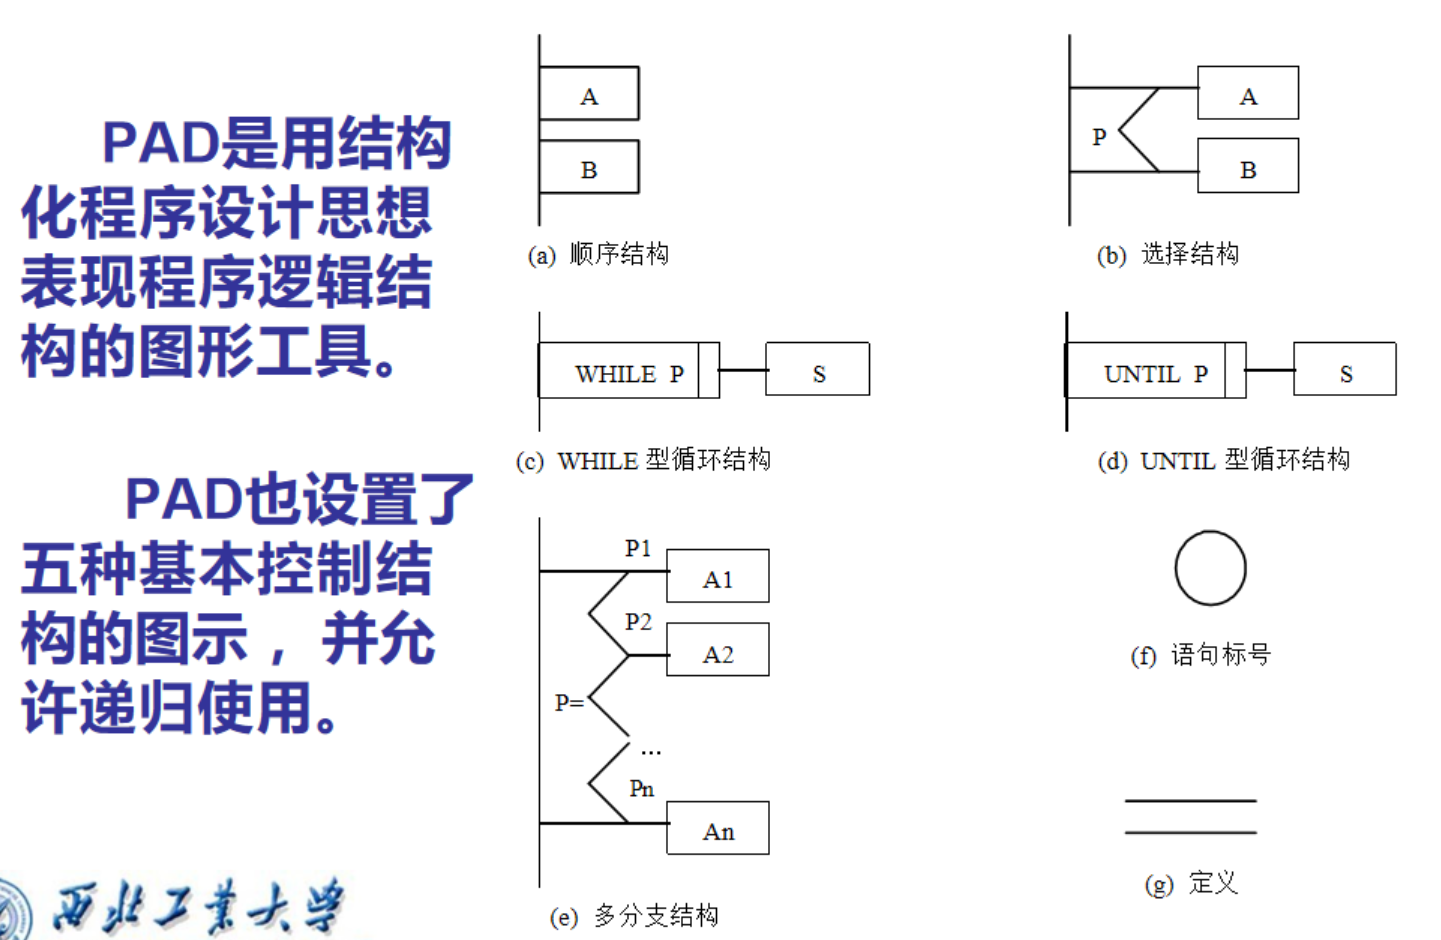 PAD是用结构
化程序设计思想
表现程序逻辑结
构的图形工具。
PAD也设置了
五种基本控制结
构的图示，并允
许递归使用。
西北工业大学
A
B
(a) 顺序结构
P
A
B
(b) 选择结构
WHILE P
S
(c) WHILE 型循环结构
UNTIL P
S
(d) UNTIL 型循环结构
P1
A1
P2
A2
P=
...
Pn
An
(e) 多分支结构
(f) 语句标号
(g) 定义